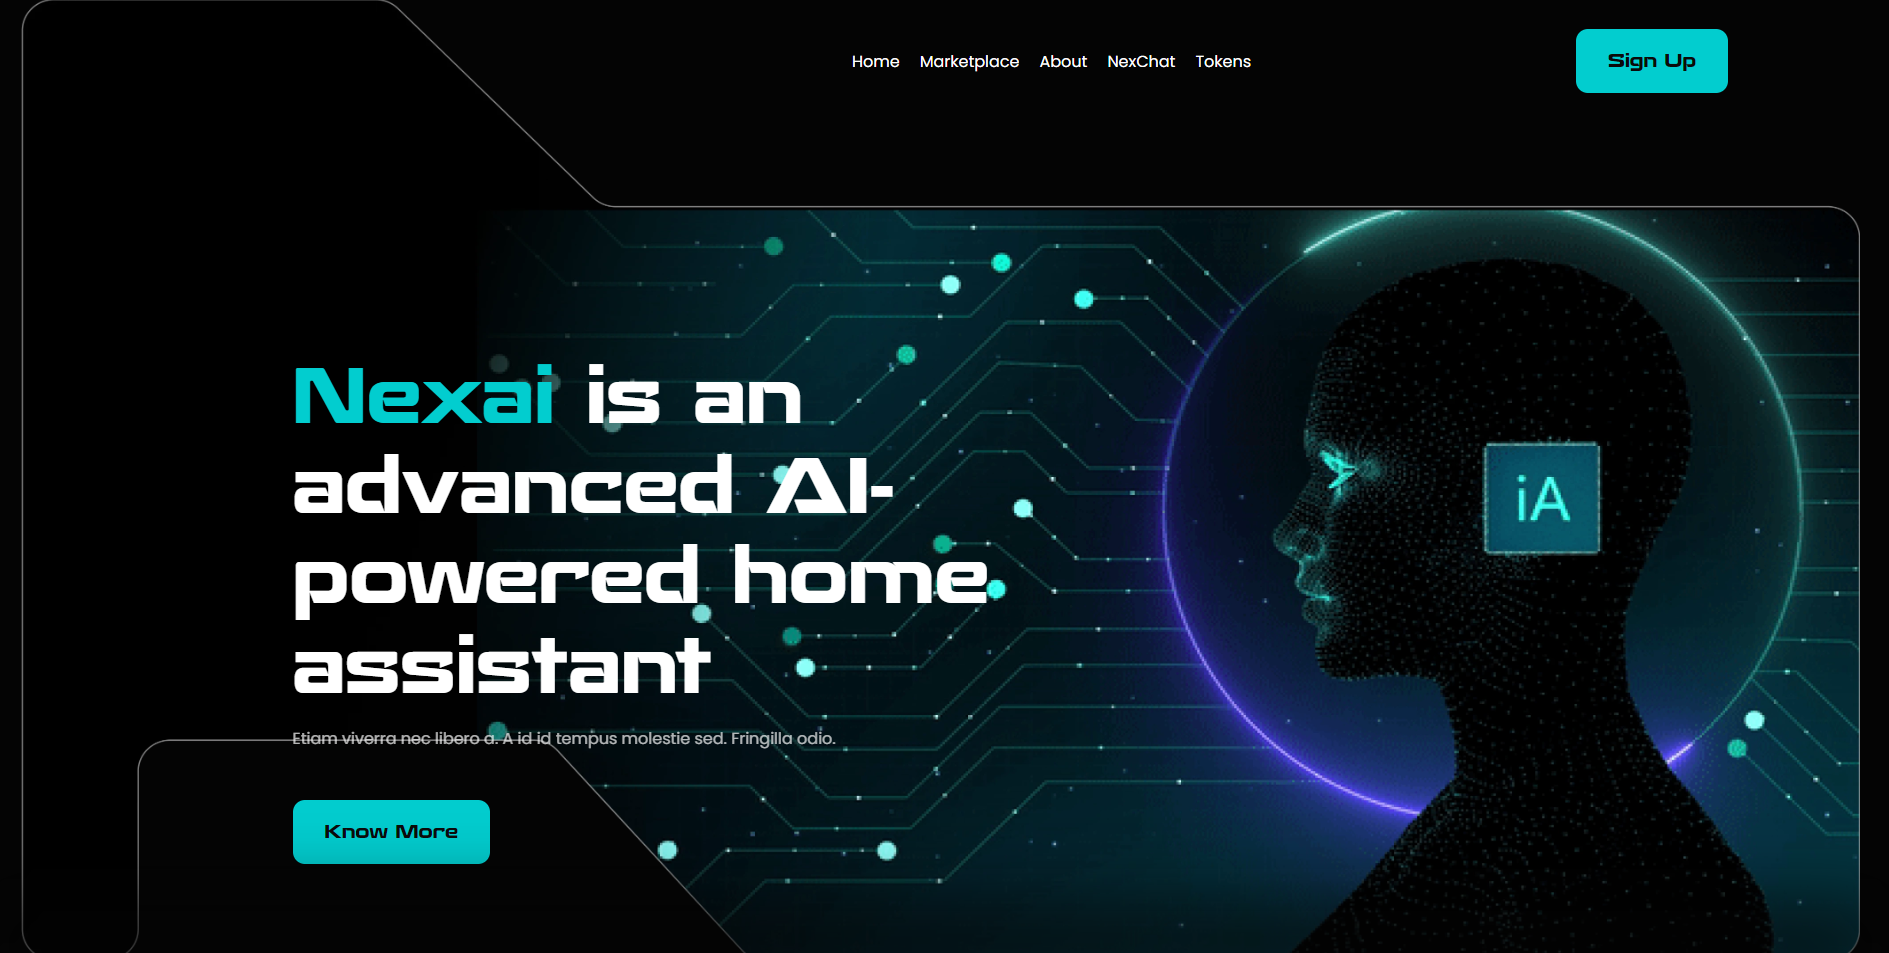 Home Marketplace About NexChat Tokens
Sign Up
Nexai is an
advanced AI-
powered home
assistant
iA
Etiam viverra nec libero a. A id id tempus molestie sed. Fringilla odio.
Know More